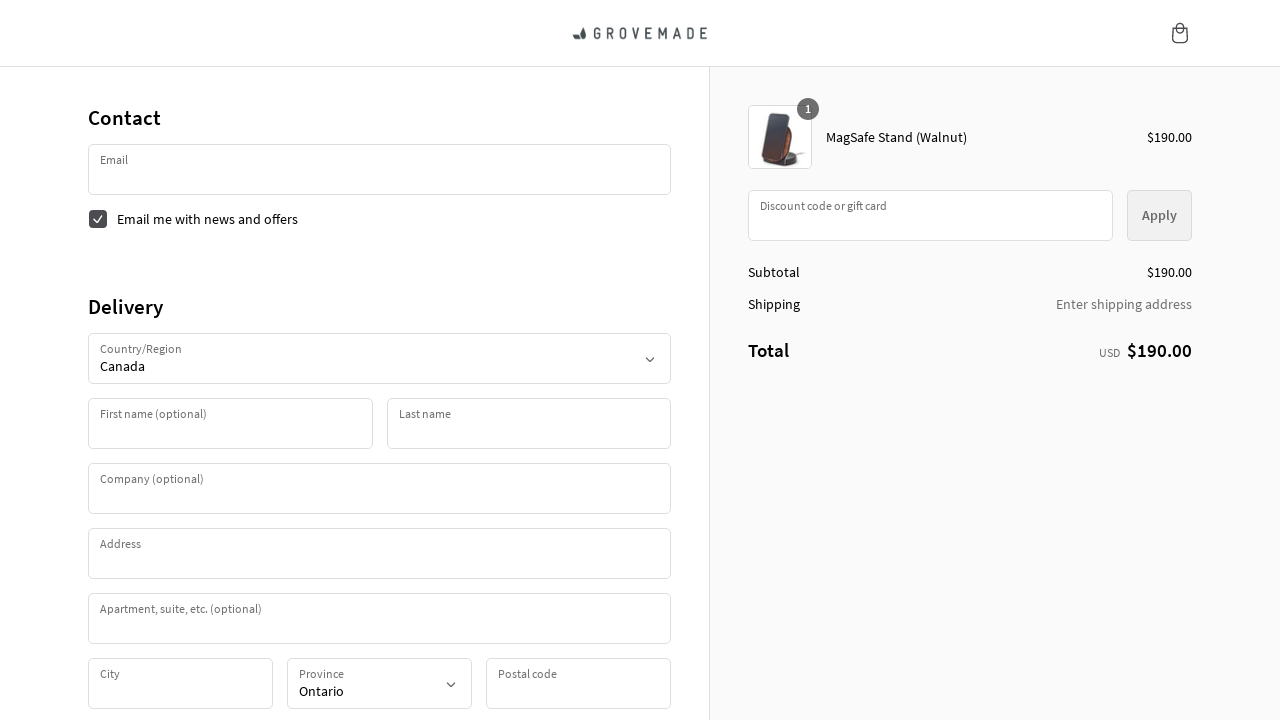 GROVEMADE
Contact
Email
Email me with news and offers
Delivery
Country/Region
Canada
First name (optional)
Last name
Company (optional)
Address
Apartment, suite, etc. (optional)
City
Province
Ontario
Postal code
1
MagSafe Stand (Walnut)
$190.00
Discount code or gift card
Apply
Subtotal
$190.00
Shipping
Enter shipping address
Total
USD $190.00